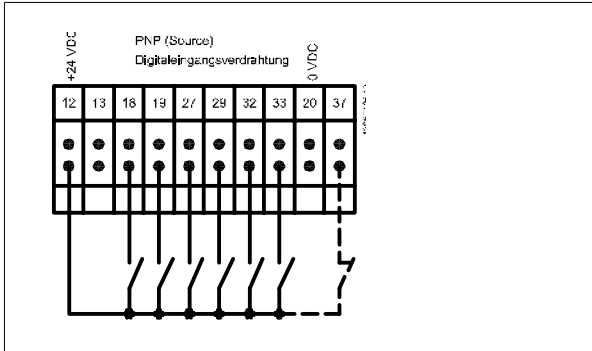 +24 VDC
PNP (Source)
Digitaleingangsverdrahtung
0 VDC
12 13 18 19 27 29 32 33 20 37